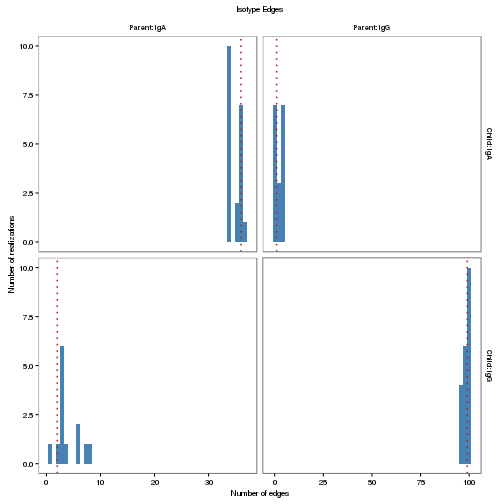 Isotype Edges
Parent:IgA
Parent:IgG
10.0
7.5
5.0
2.5
0.0
Child:IgA
Number of realizations
10.0
7.5
5.0
2.5
0.0
Child:IgG
0 10 20 30
0 25 50 75 100
Number of edges